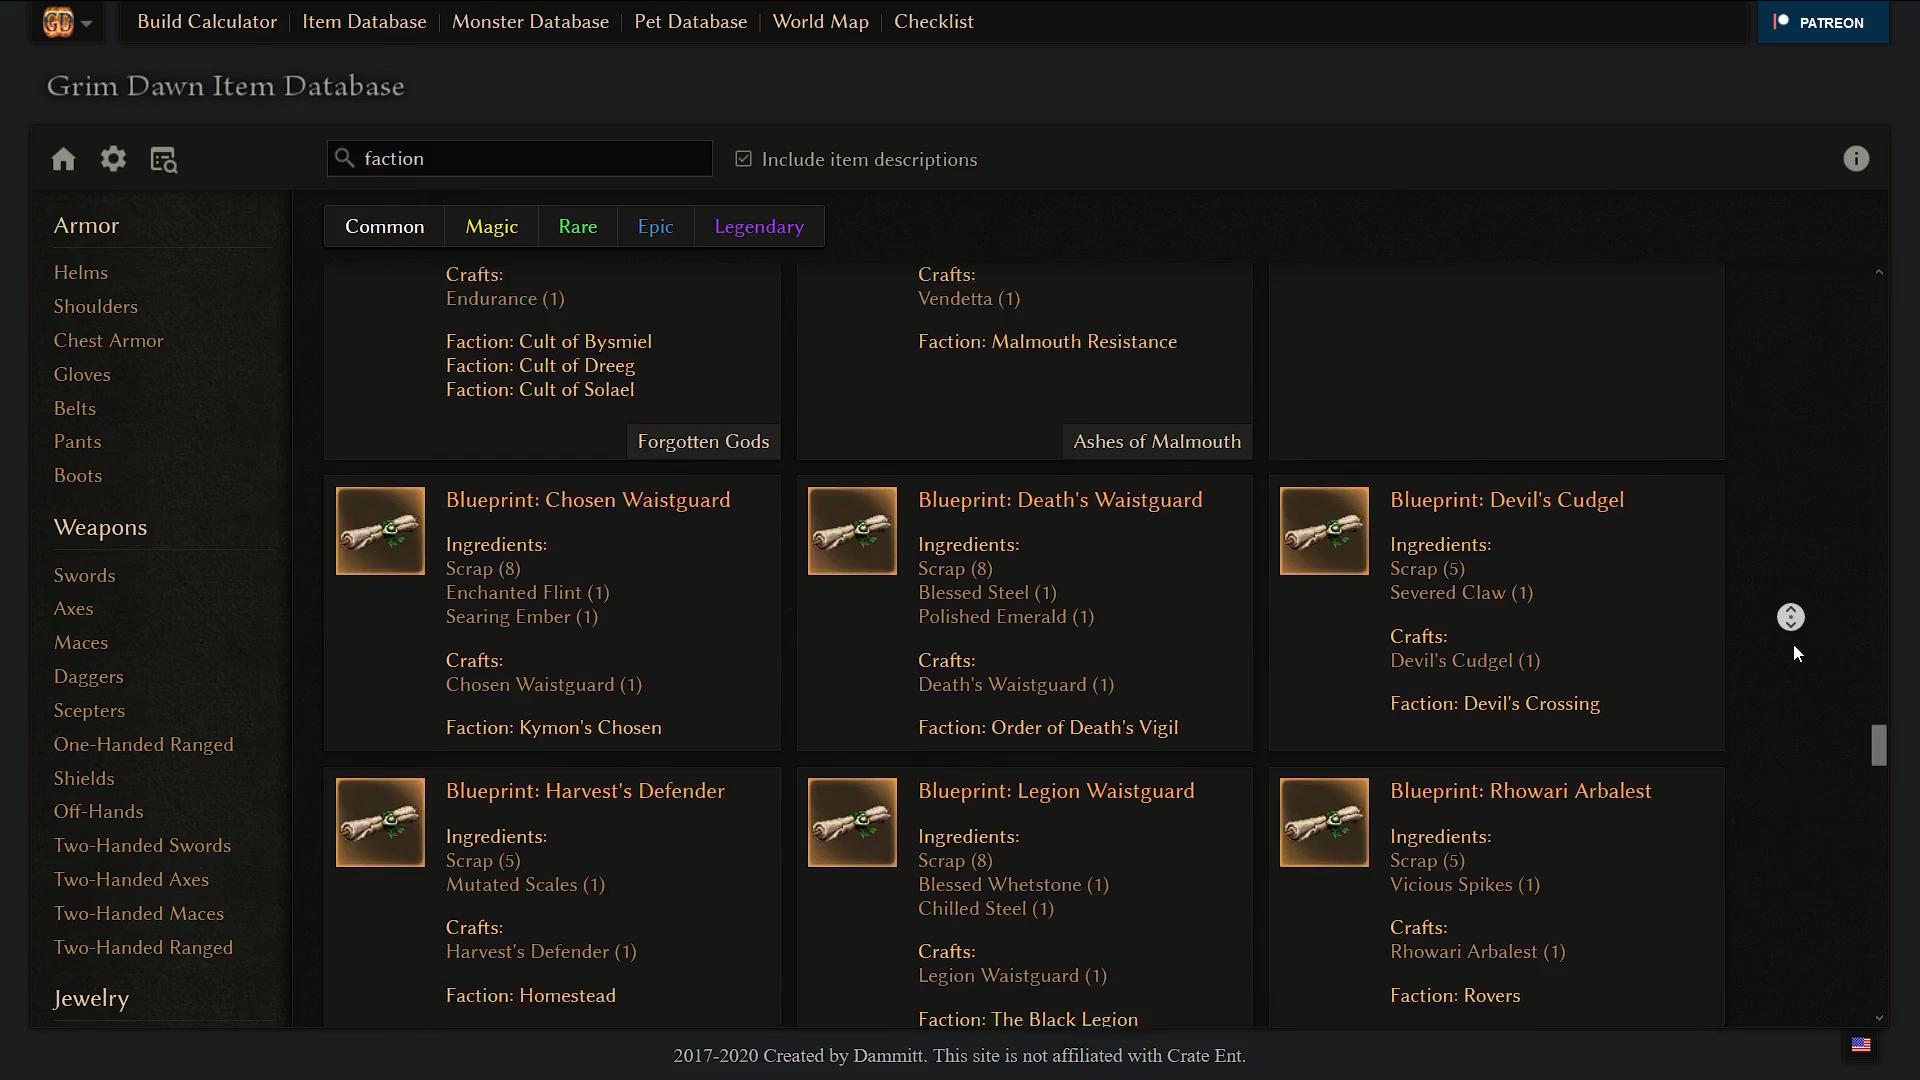 GD
Build Calculator
Item Database
Monster Database
Pet Database
World Map
Checklist
PATREON
Grim Dawn Item Database
faction
Include item descriptions
Armor
Helms
Shoulders
Chest Armor
Gloves
Belts
Pants
Boots
Weapons
Swords
Axes
Maces
Daggers
Scepters
One-Handed Ranged
Shields
Off-Hands
Two-Handed Swords
Two-Handed Axes
Two-Handed Maces
Two-Handed Ranged
Jewelry
Common
Magic
Rare
Epic
Legendary
Crafts:
Endurance (1)
Faction: Cult of Bysmiel
Faction: Cult of Dreeg
Faction: Cult of Solael
Forgotten Gods
Crafts:
Vendetta (1)
Faction: Malmouth Resistance
Ashes of Malmouth
Blueprint: Chosen Waistguard
Ingredients:
Scrap (8)
Enchanted Flint (1)
Searing Ember (1)
Crafts:
Chosen Waistguard (1)
Faction: Kymon's Chosen
Blueprint: Death's Waistguard
Ingredients:
Scrap (8)
Blessed Steel (1)
Polished Emerald (1)
Crafts:
Death's Waistguard (1)
Faction: Order of Death's Vigil
Blueprint: Devil's Cudgel
Ingredients:
Scrap (5)
Severed Claw (1)
Crafts:
Devil's Cudgel (1)
Faction: Devil's Crossing
Blueprint: Harvest's Defender
Ingredients:
Scrap (5)
Mutated Scales (1)
Crafts:
Harvest's Defender (1)
Faction: Homestead
Blueprint: Legion Waistguard
Ingredients:
Scrap (8)
Blessed Whetstone (1)
Chilled Steel (1)
Crafts:
Legion Waistguard (1)
Faction: The Black Legion
Blueprint: Rhowari Arbalest
Ingredients:
Scrap (5)
Vicious Spikes (1)
Crafts:
Rhowari Arbalest (1)
Faction: Rovers
2017-2020 Created by Dammitt. This site is not affiliated with Crate Ent.